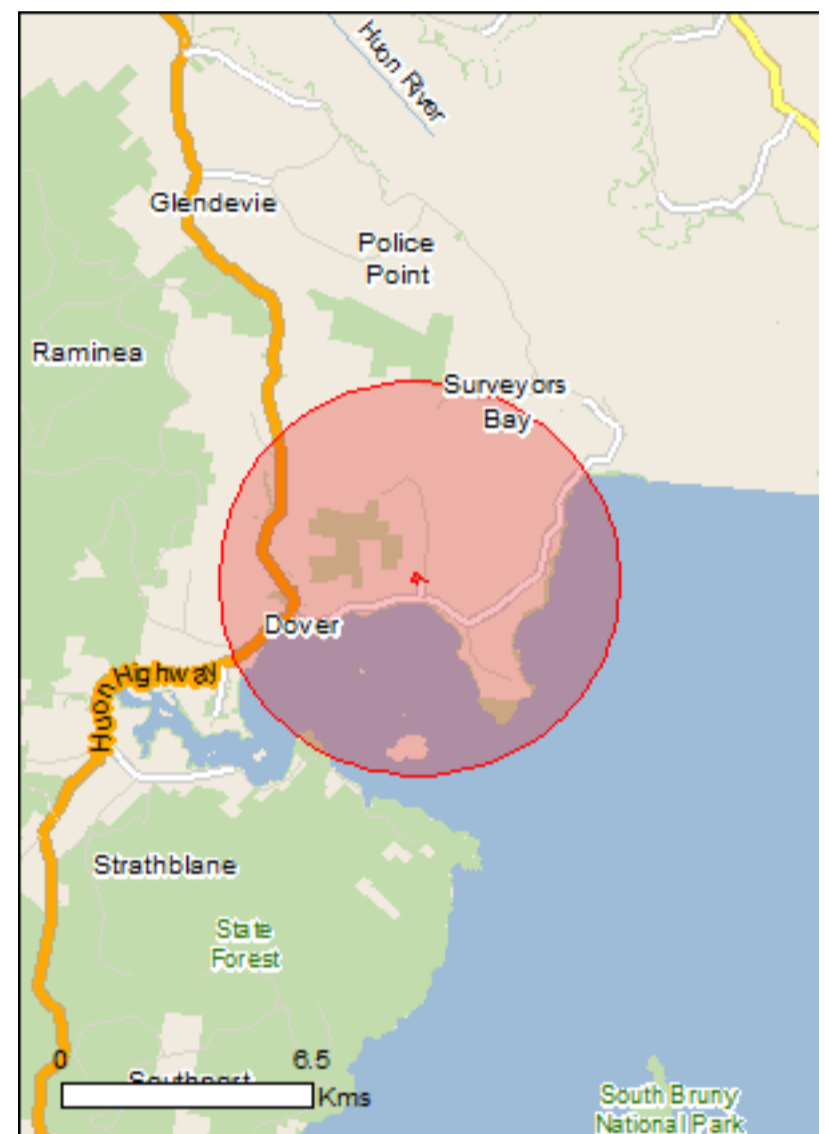 Huon River
Glendevie
Police
Point
Raminea
Surveyors
Bay
Dover
Huon Highway
Strathblane
State
Forest
0 6.5
Southport
Kms
South Bruny
National Park